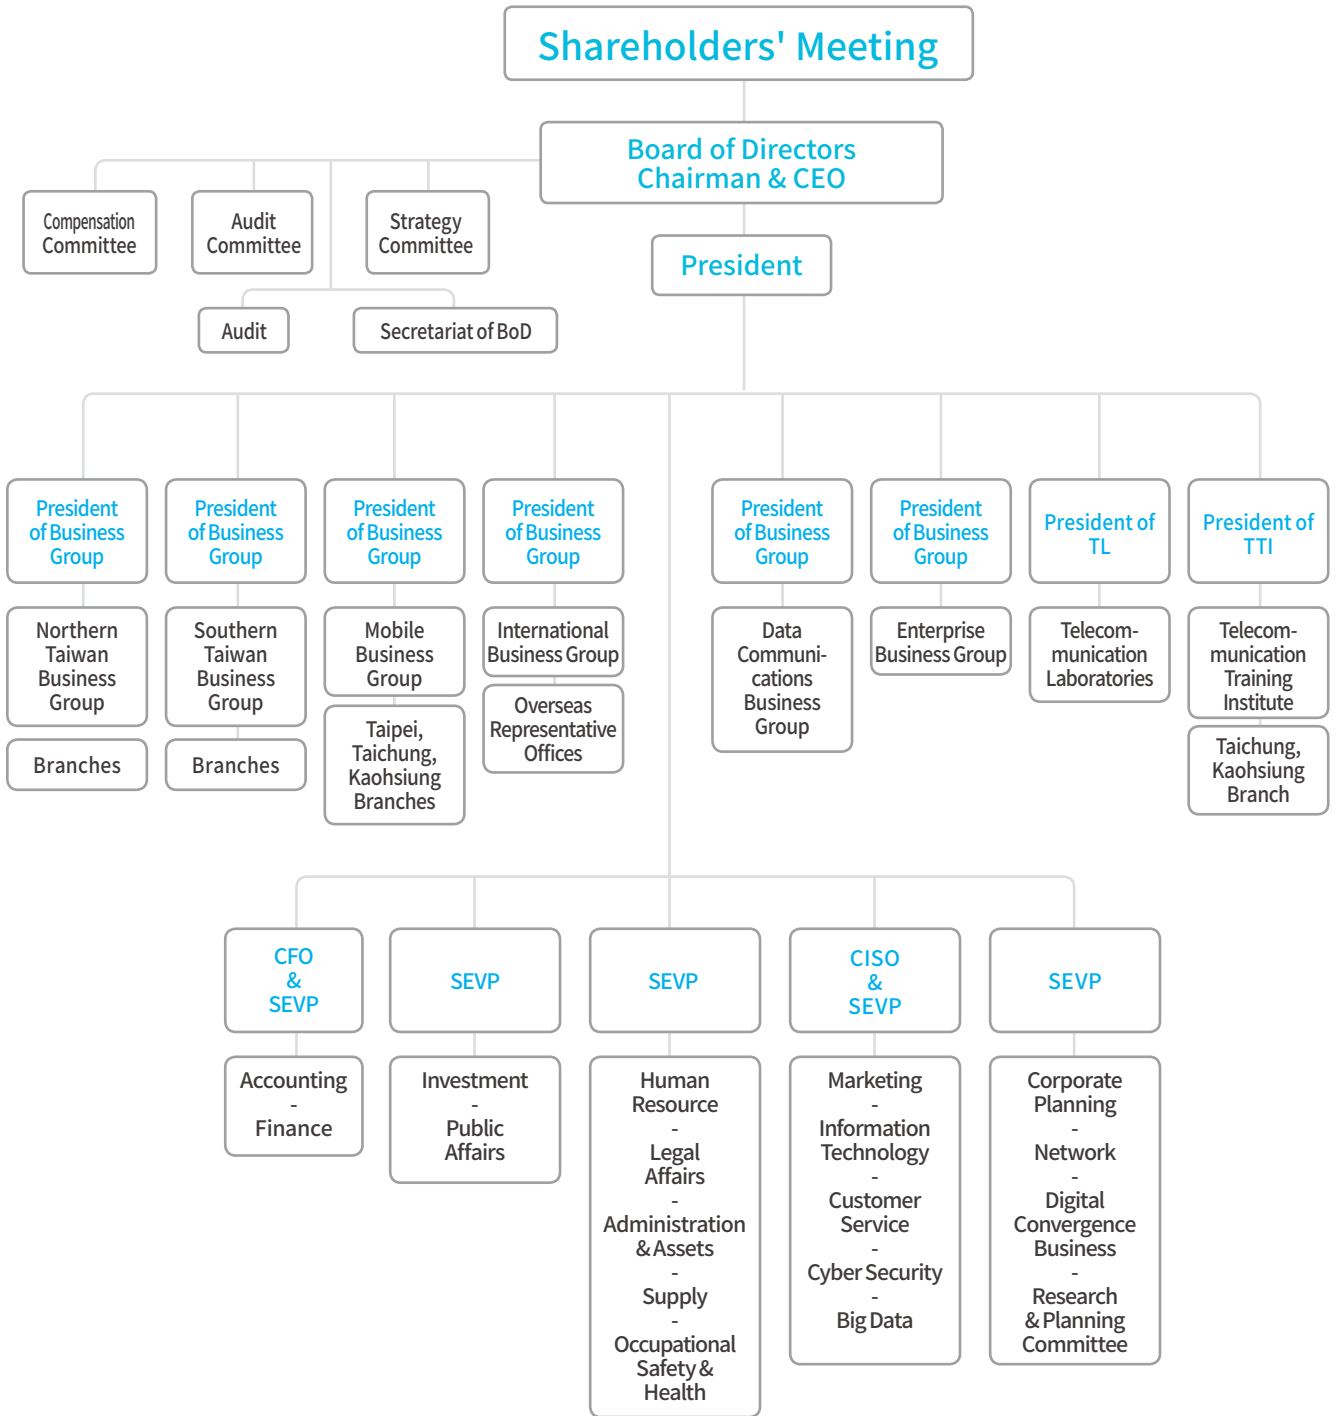 Shareholders' Meeting
Board of Directors
Chairman & CEO
Compensation
Committee
Audit
Committee
Strategy
Committee
President
Audit
Secretariat of BoD
President
of Business
Group
President
of Business
Group
President
of Business
Group
President
of Business
Group
President
of Business
Group
President
of Business
Group
President of
TL
President of
TTI
Northern
Taiwan
Business
Group
Southern
Taiwan
Business
Group
Mobile
Business
Group
International
Business Group
Data
Communi-
cations
Business
Group
Enterprise
Business Group
Telecom-
munication
Laboratories
Telecom-
munication
Training
Institute
Branches
Branches
Taipei,
Taichung,
Kaohsiung
Branches
Overseas
Representative
Offices
Taichung,
Kaohsiung
Branch
CFO
&
SEVP
SEVP
SEVP
CISO
&
SEVP
SEVP
Accounting
-
Finance
Investment
-
Public
Affairs
Human
Resource
-
Legal
Affairs
-
Administration
& Assets
-
Supply
-
Occupational
Safety &
Health
Marketing
-
Information
Technology
-
Customer
Service
-
Cyber Security
-
Big Data
Corporate
Planning
-
Network
-
Digital
Convergence
Business
-
Research
& Planning
Committee